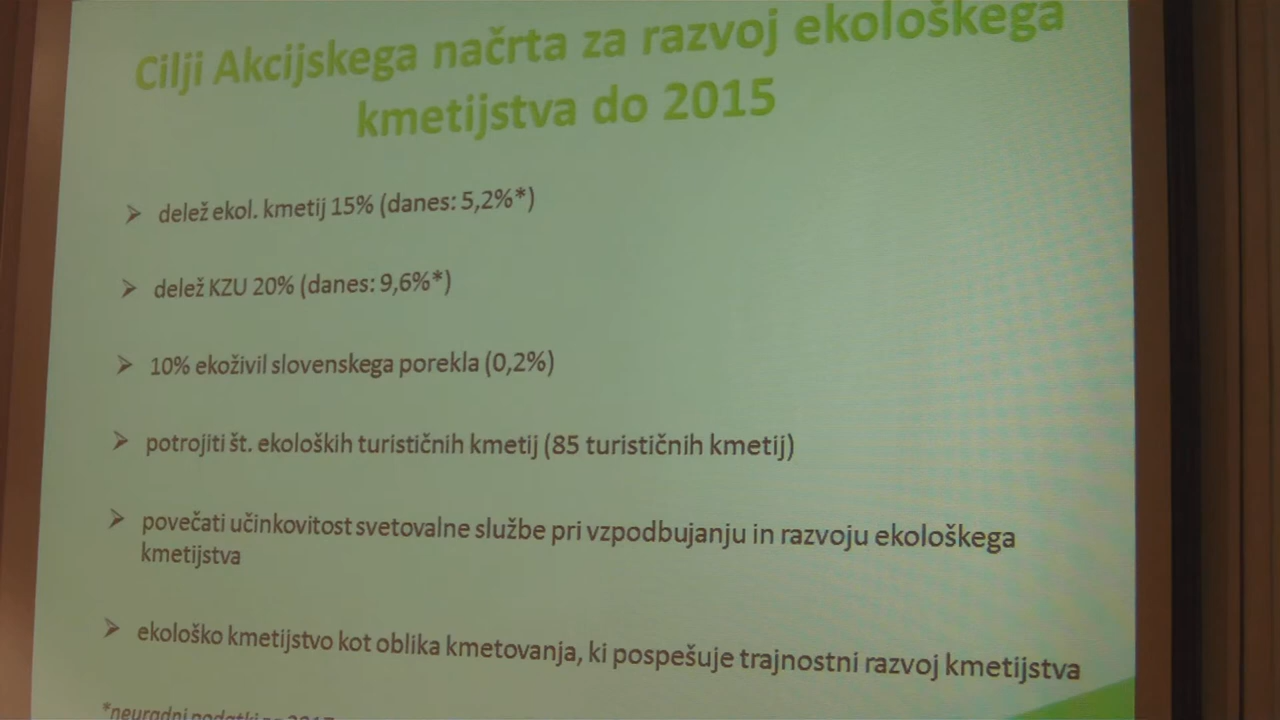 Cilji Akcijskega načrta za razvoj ekološkega
kmetijstva do 2015
delež ekol. kmetij 15% (danes: 5,2%*)
delež KZU 20% (danes: 9,6%*)
10% ekoživil slovenskega porekla (0,2%)
potrojiti št. ekoloških turističnih kmetij (85 turističnih kmetij)
povečati učinkovitost svetovalne službe pri vzpodbujanju in razvoju ekološkega
kmetijstva
ekološko kmetijstvo kot oblika kmetovanja, ki pospešuje trajnostni razvoj kmetijstva
*neuradni podatki